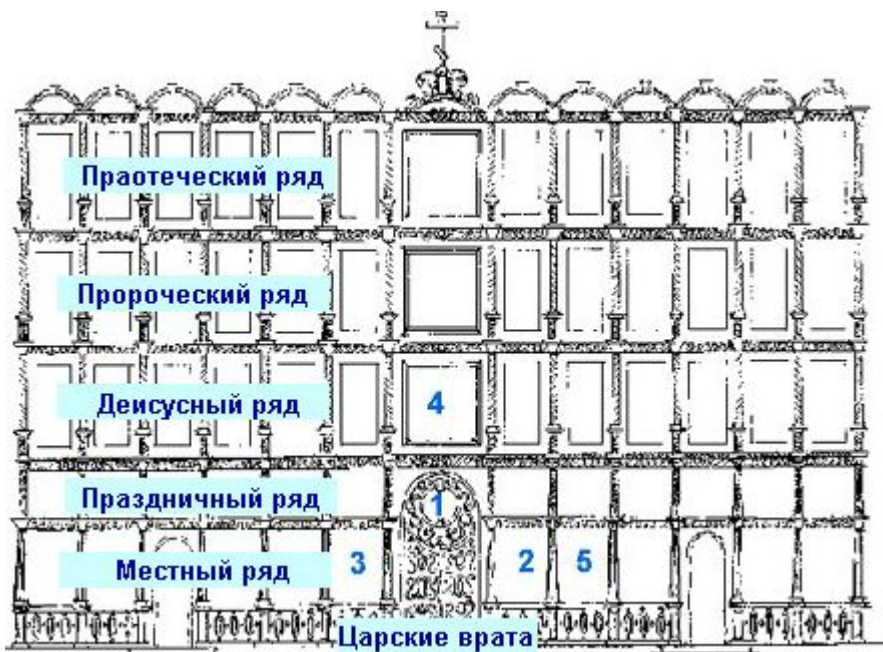 Праотеческий ряд
Пророческий ряд
Деисусный ряд
4
Праздничный ряд
1
Местный ряд
3
2
5
Царские врата